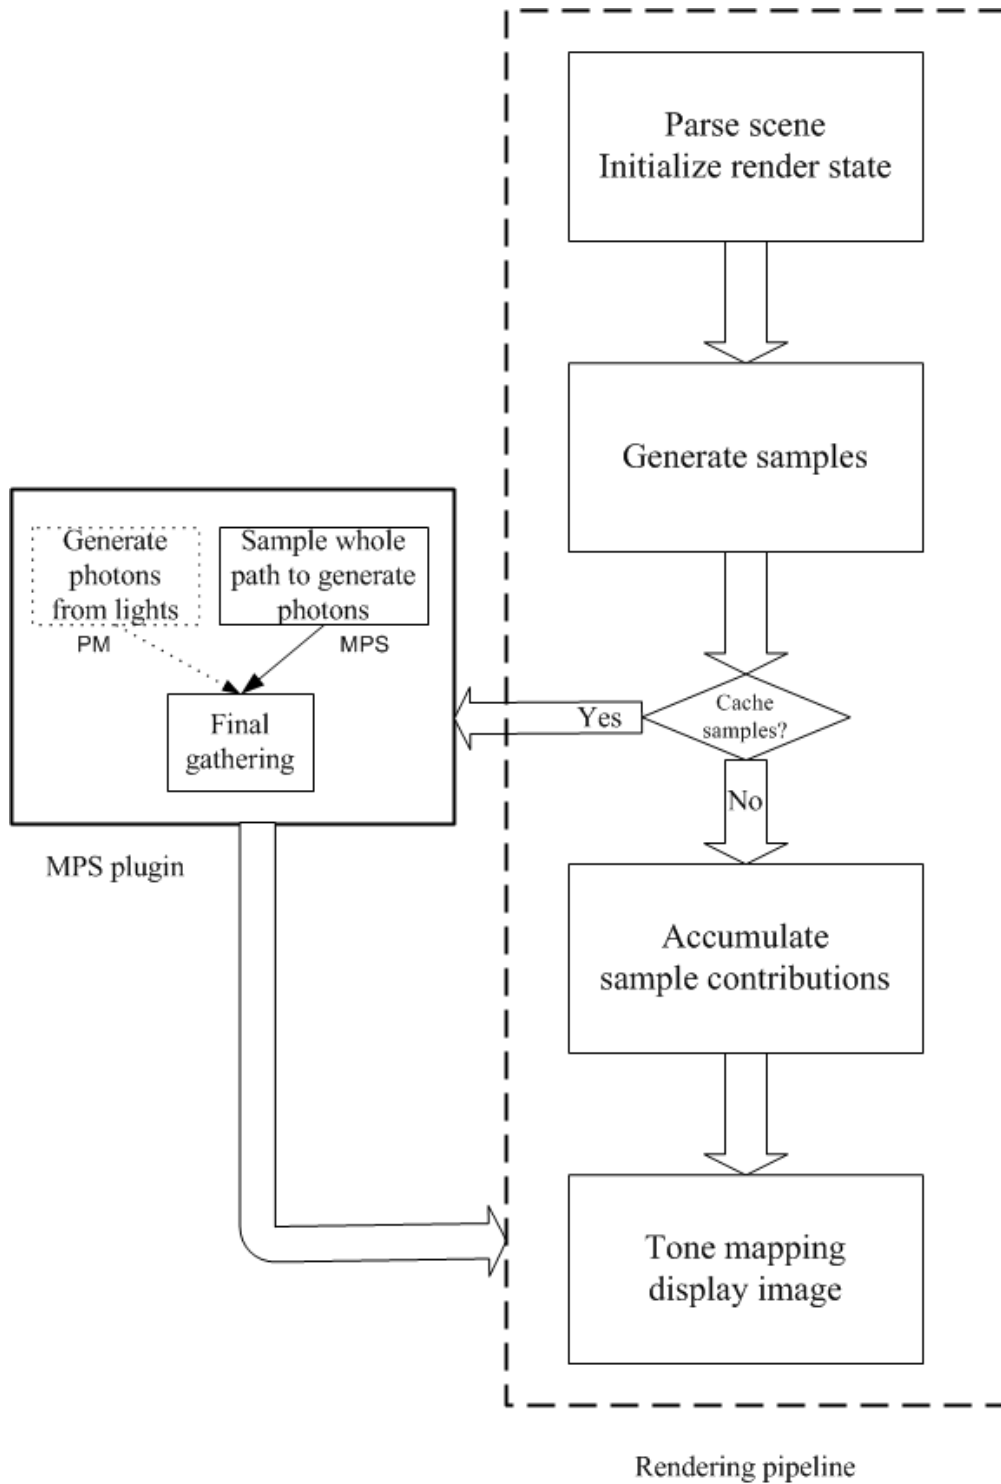 Parse scene
Initialize render state
Generate samples
Cache
samples?
Yes
No
Generate
photons
from lights
PM
Sample whole
path to generate
photons
MPS
Final
gathering
MPS plugin
Accumulate
sample contributions
Tone mapping
display image
Rendering pipeline